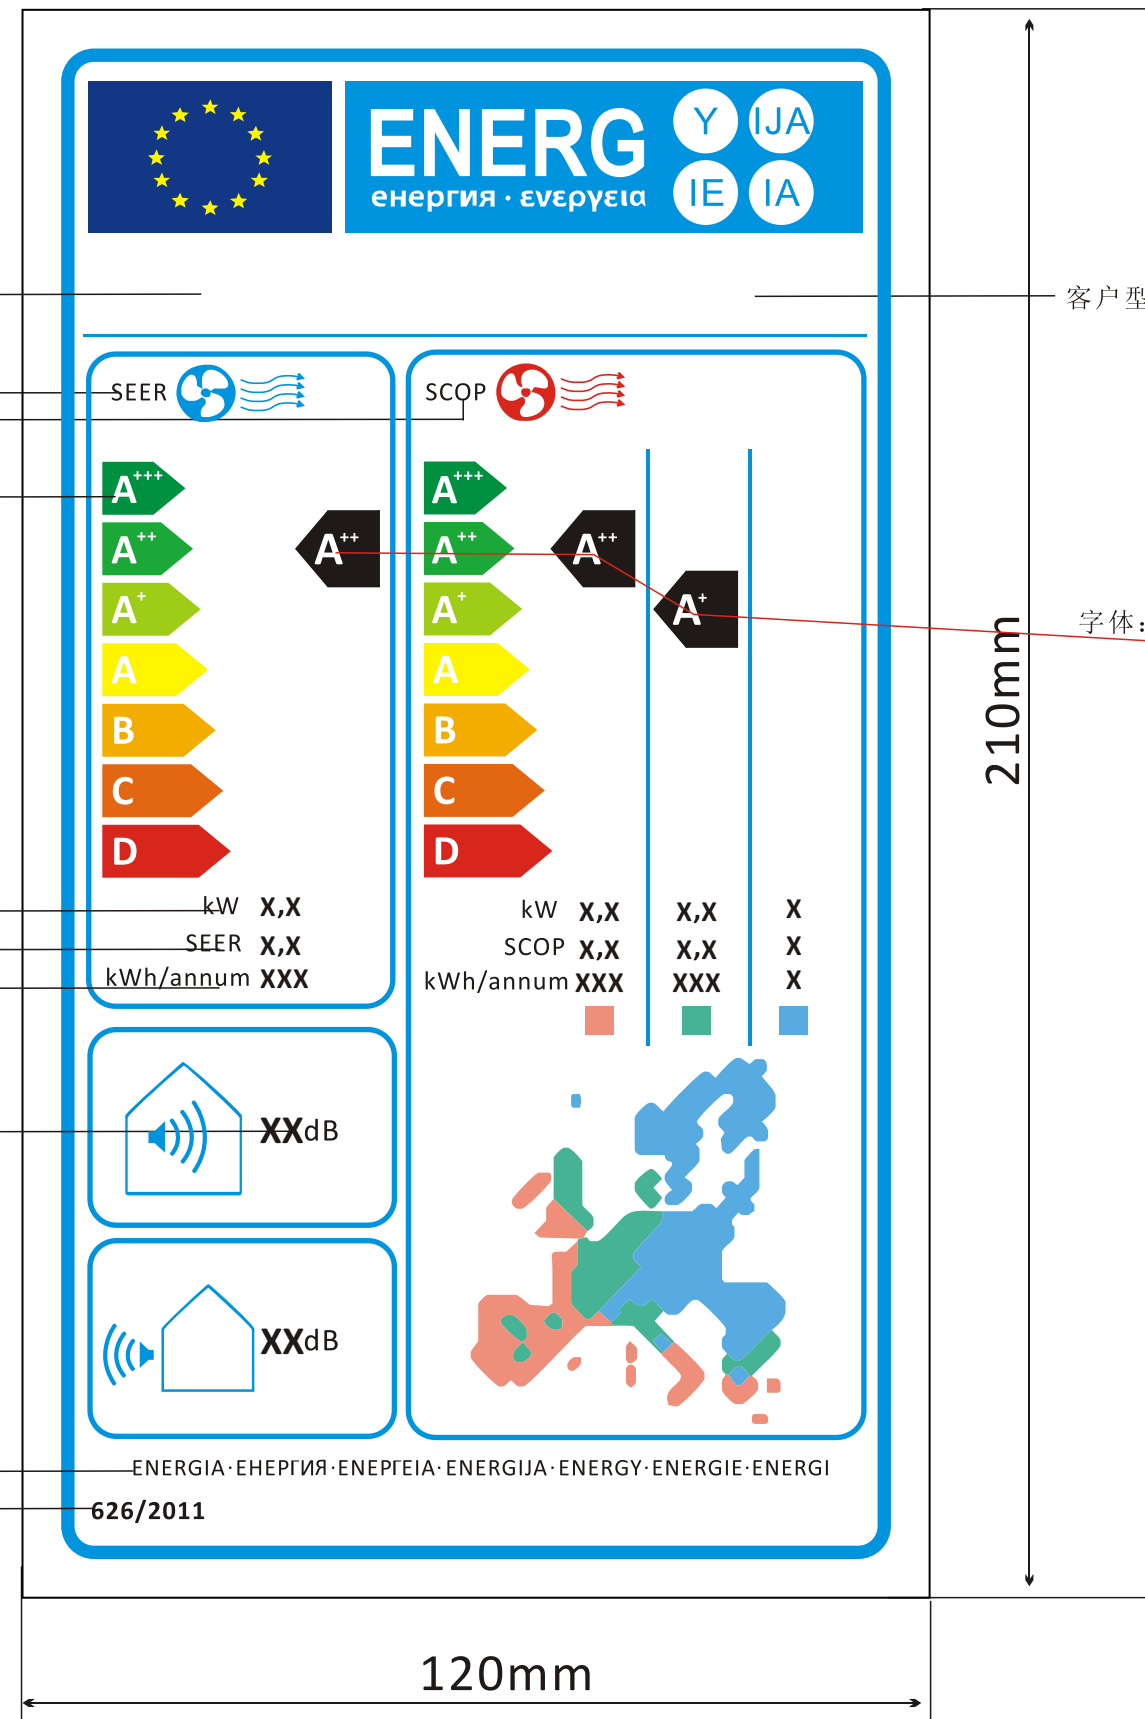 ENERG Y IJA
енергия · ενεργεια IE IA
客户型
SEER
SCOP
A+++
A++
A+
A
B
C
D
A++
A+++
A++
A+
A
B
C
D
A++
A+
字体:
210mm
kW X,X
SEER X,X
kWh/annum XXX
kW X,X X,X X
SCOP X,X X,X X
kWh/annum XXX XXX X
XXdB
XXdB
ENERGIA·ЕНЕРГИЯ·ΕΝΕΡΓΕΙΑ·ENERGIJA·ENERGY·ENERGIE·ENERGI
626/2011
120mm